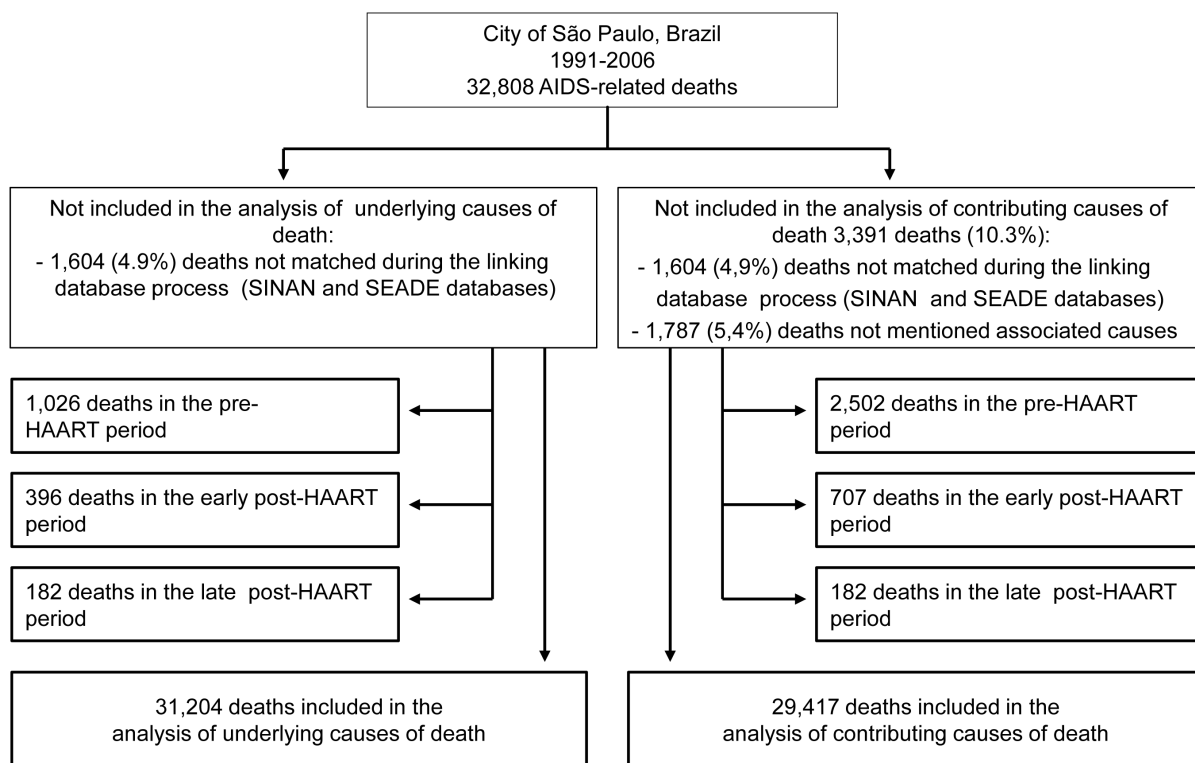 City of São Paulo, Brazil
1991-2006
32,808 AIDS-related deaths
Not included in the analysis of underlying causes of
death:
- 1,604 (4.9%) deaths not matched during the linking
database process (SINAN and SEADE databases)
Not included in the analysis of contributing causes of
death 3,391 deaths (10.3%):
- 1,604 (4,9%) deaths not matched during the linking
database process (SINAN and SEADE databases)
- 1,787 (5,4%) deaths not mentioned associated causes
1,026 deaths in the pre-
HAART period
396 deaths in the early post-HAART
period
182 deaths in the late post-HAART
period
2,502 deaths in the pre-HAART
period
707 deaths in the early post-HAART
period
182 deaths in the late post-HAART
period
31,204 deaths included in the
analysis of underlying causes of death
29,417 deaths included in the
analysis of contributing causes of death